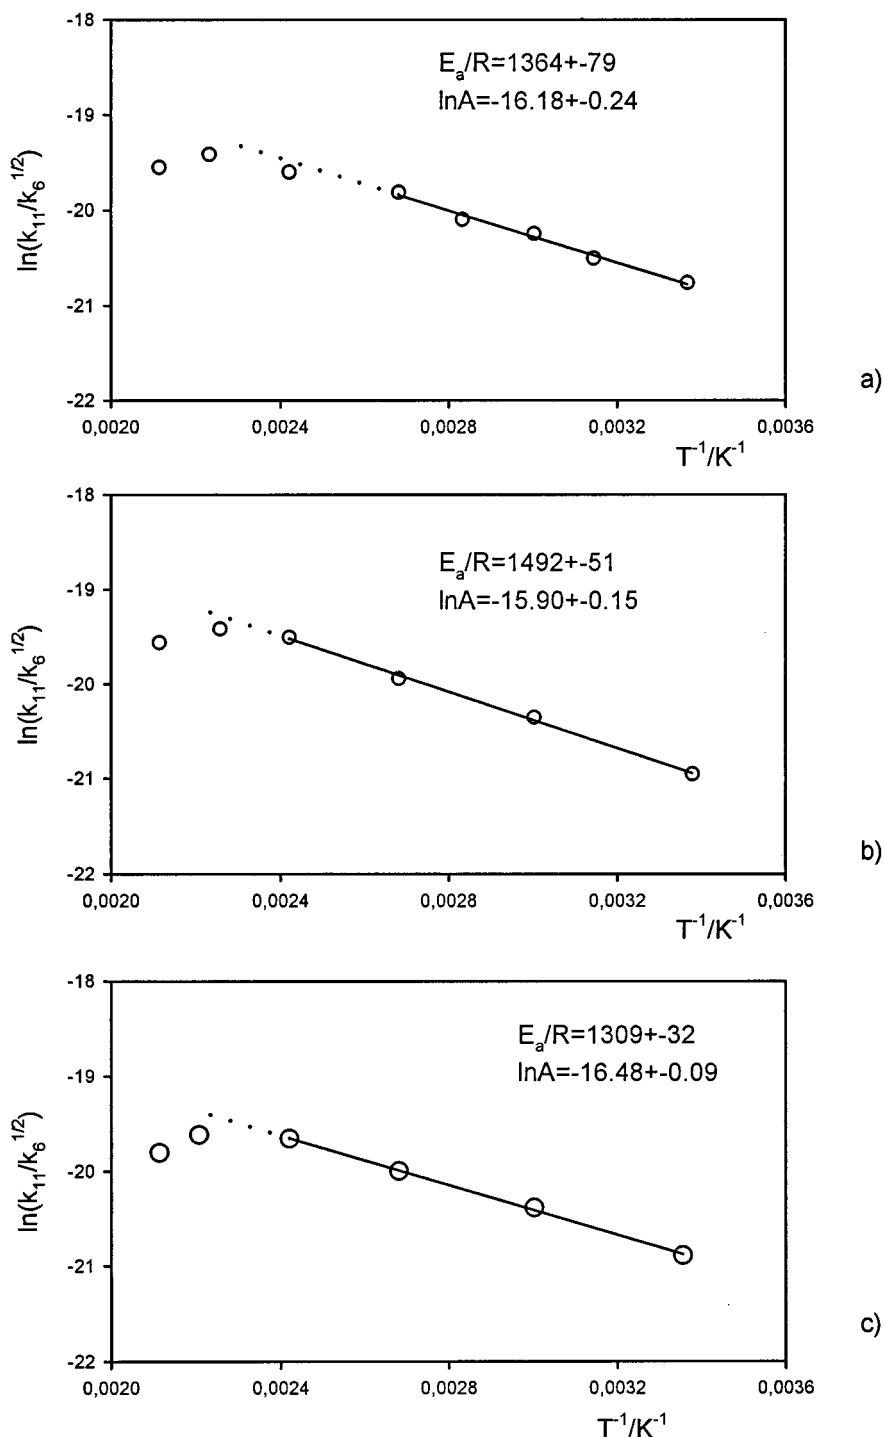 -18
-19
-20
-21
-22
ln(k11/k6^1/2)
Ea/R=1364+-79
lnA=-16.18+-0.24
0,0020
0,0024
0,0028
0,0032
0,0036
T^-1/K^-1
a)
-18
-19
-20
-21
-22
ln(k11/k6^1/2)
Ea/R=1492+-51
lnA=-15.90+-0.15
0,0020
0,0024
0,0028
0,0032
0,0036
T^-1/K^-1
b)
-18
-19
-20
-21
-22
ln(k11/k6^1/2)
Ea/R=1309+-32
lnA=-16.48+-0.09
0,0020
0,0024
0,0028
0,0032
0,0036
T^-1/K^-1
c)